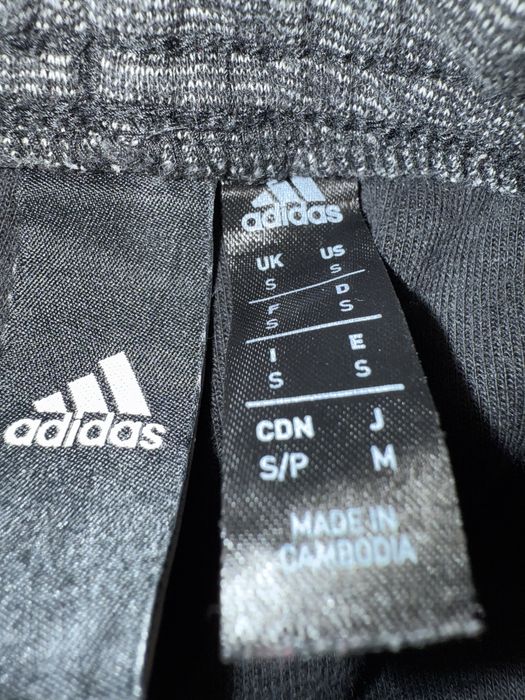 adidas
adidas
UK US
S S
F D
S S
I E
S S
CDN J
S/P M
MADE IN
CAMBODIA